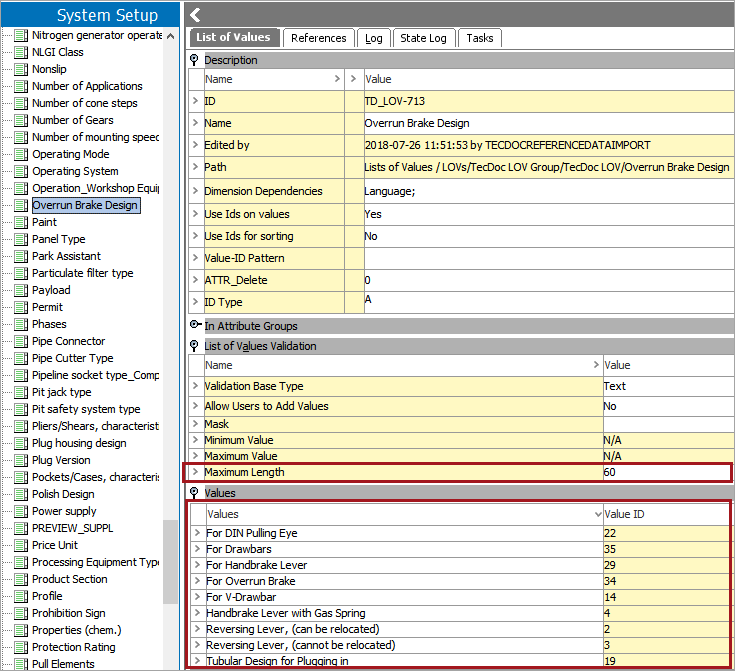 System Setup
Nitrogen generator operate
NLGI Class
Nonslip
Number of Applications
Number of cone steps
Number of Gears
Number of mounting speed
Operating Mode
Operating System
Operation_Workshop Equi
Overrun Brake Design
Paint
Panel Type
Park Assistant
Particulate filter type
Payload
Permit
Phases
Pipe Connector
Pipe Cutter Type
Pipeline socket type_Comp
Pit jack type
Pit safety system type
Pliers/Shears, characterist
Plug housing design
Plug Version
Pockets/Cases, characteris
Polish Design
Power supply
PREVIEW_SUPPL
Price Unit
Processing Equipment Type
Product Section
Profile
Prohibition Sign
Properties (chem.)
Protection Rating
Pull Elements
List of Values References Log State Log Tasks
Description
Name > > Value
> ID TD_LOV-713
> Name Overrun Brake Design
> Edited by 2018-07-26 11:51:53 by TECDOCREFERENCEDATAIMPORT
> Path Lists of Values / LOVs/TecDoc LOV Group/TecDoc LOV/Overrun Brake Design
> Dimension Dependencies Language;
> Use Ids on values Yes
> Use Ids for sorting No
> Value-ID Pattern
> ATTR_Delete 0
> ID Type A
In Attribute Groups
List of Values Validation
Name > Value
> Validation Base Type Text
> Allow Users to Add Values No
> Mask
> Minimum Value N/A
> Maximum Value N/A
> Maximum Length 60
Values
Values Value ID
> For DIN Pulling Eye 22
> For Drawbars 35
> For Handbrake Lever 29
> For Overrun Brake 34
> For V-Drawbar 14
> Handbrake Lever with Gas Spring 4
> Reversing Lever, (can be relocated) 2
> Reversing Lever, (cannot be relocated) 3
> Tubular Design for Plugging in 19